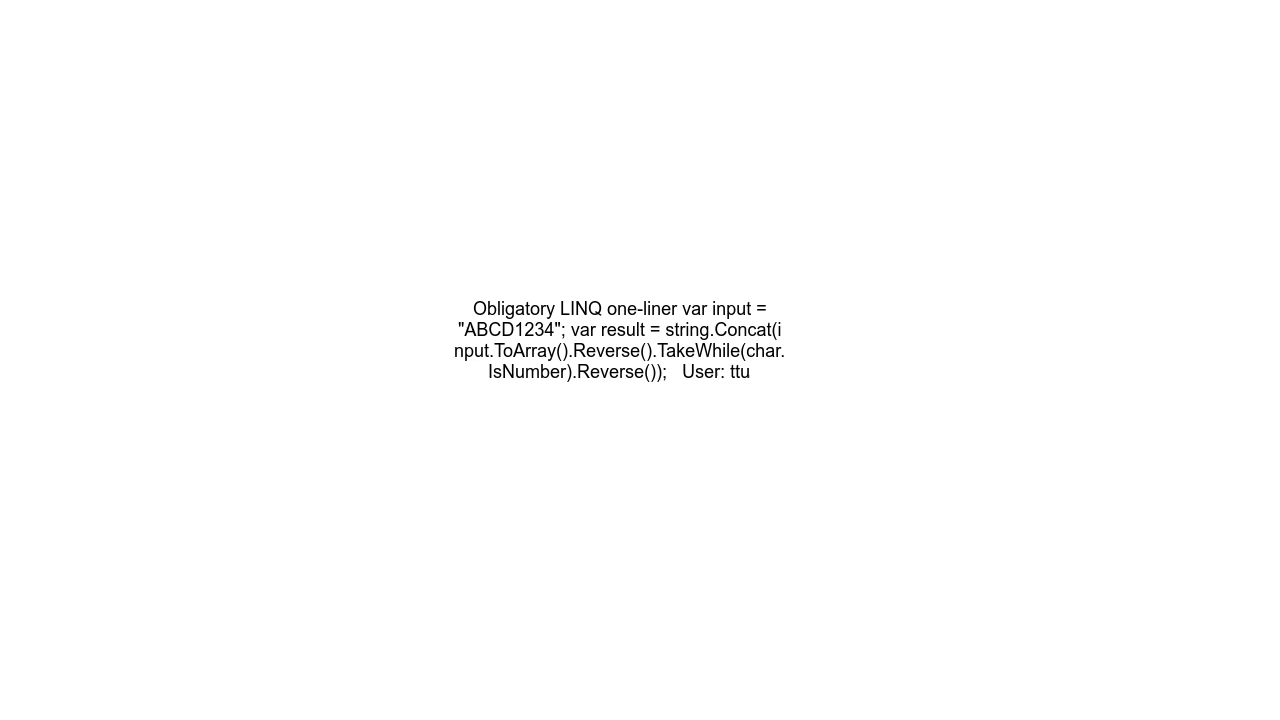 Obligatory LINQ one-liner var input =
"ABCD1234"; var result = string.Concat(i
nput.ToArray().Reverse().TakeWhile(char.
IsNumber).Reverse());   User: ttu